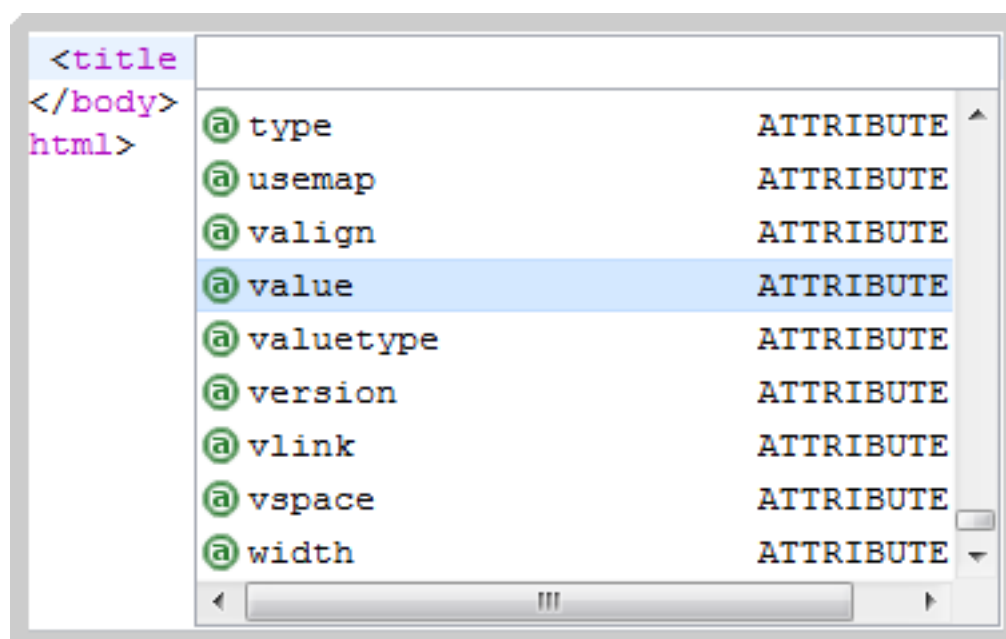 <title
</body>
html>
type ATTRIBUTE
usemap ATTRIBUTE
valign ATTRIBUTE
value ATTRIBUTE
valuetype ATTRIBUTE
version ATTRIBUTE
vlink ATTRIBUTE
vspace ATTRIBUTE
width ATTRIBUTE